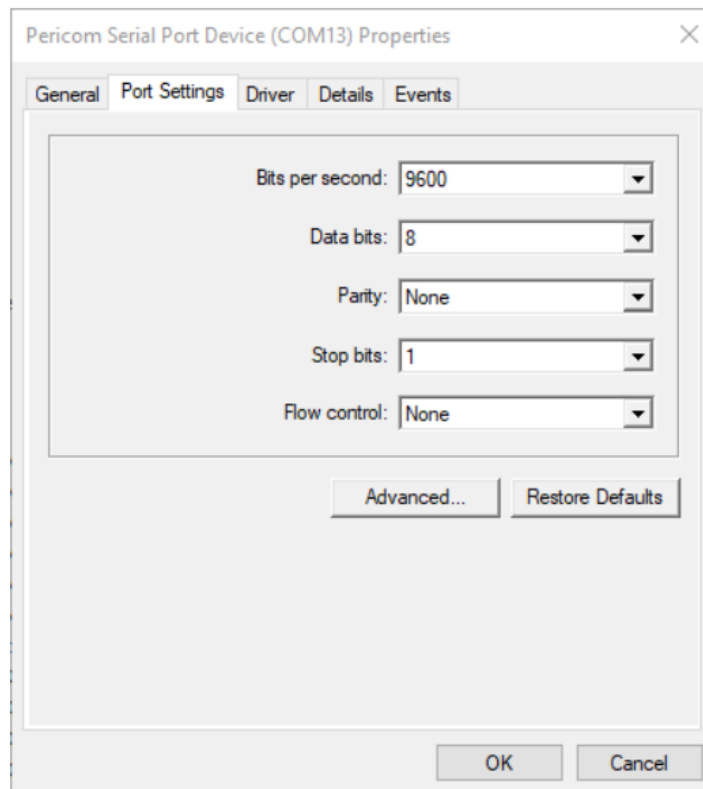 Pericom Serial Port Device (COM13) Properties
General Port Settings Driver Details Events
Bits per second: 9600
Data bits: 8
Parity: None
Stop bits: 1
Flow control: None
Advanced... Restore Defaults
OK Cancel